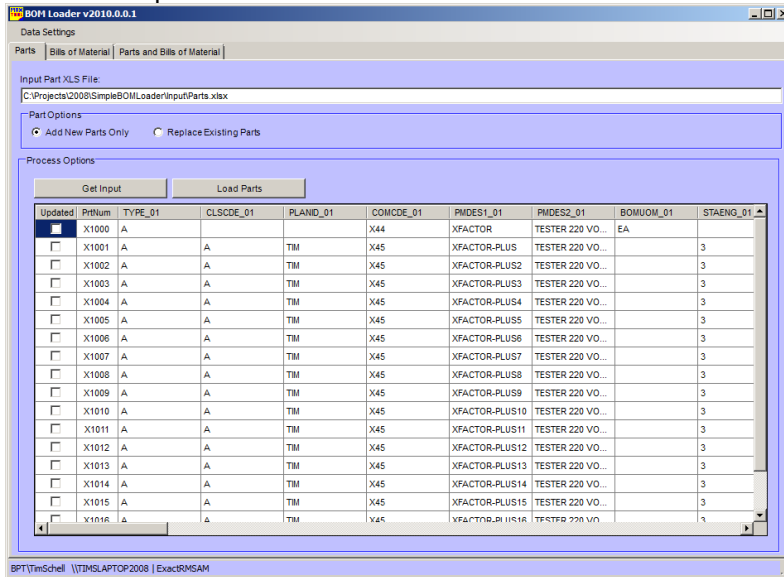 BOM Loader v2010.0.0.1
Data Settings
Parts Bills of Material Parts and Bills of Material
Input Part XLS File:
C:\Projects\2008\SimpleBOMLoader\Input\Parts.xlsx
Part Options
Add New Parts Only Replace Existing Parts
Process Options
Get Input Load Parts
Updated PrtNum TYPE_01 CLSCDE_01 PLANID_01 COMCDE_01 PMDES1_01 PMDES2_01 BOMUOM_01 STAENG_01
X1000 A X44 XFACTOR TESTER 220 VO... EA
X1001 A A TIM X45 XFACTOR-PLUS TESTER 220 VO... 3
X1002 A A TIM X45 XFACTOR-PLUS2 TESTER 220 VO... 3
X1003 A A TIM X45 XFACTOR-PLUS3 TESTER 220 VO... 3
X1004 A A TIM X45 XFACTOR-PLUS4 TESTER 220 VO... 3
X1005 A A TIM X45 XFACTOR-PLUS5 TESTER 220 VO... 3
X1006 A A TIM X45 XFACTOR-PLUS6 TESTER 220 VO... 3
X1007 A A TIM X45 XFACTOR-PLUS7 TESTER 220 VO... 3
X1008 A A TIM X45 XFACTOR-PLUS8 TESTER 220 VO... 3
X1009 A A TIM X45 XFACTOR-PLUS9 TESTER 220 VO... 3
X1010 A A TIM X45 XFACTOR-PLUS10 TESTER 220 VO... 3
X1011 A A TIM X45 XFACTOR-PLUS11 TESTER 220 VO... 3
X1012 A A TIM X45 XFACTOR-PLUS12 TESTER 220 VO... 3
X1013 A A TIM X45 XFACTOR-PLUS13 TESTER 220 VO... 3
X1014 A A TIM X45 XFACTOR-PLUS14 TESTER 220 VO... 3
X1015 A A TIM X45 XFACTOR-PLUS15 TESTER 220 VO... 3
X1016 A A TIM X45 XFACTOR-PLUS16 TESTER 220 VO... 3
BPT\TimSchell \\TIMSLAPTOP2008 | ExactRMSAM